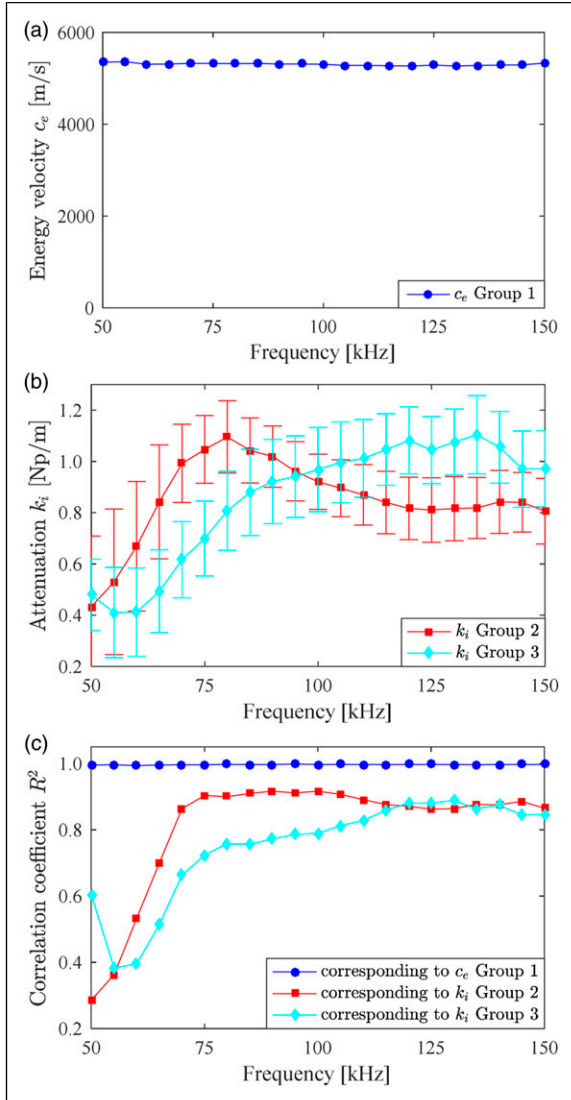 (a)
6000
4000
2000
0
Energy velocity c_e [m/s]
c_e Group 1
50 75 100 125 150
Frequency [kHz]
(b)
1.2
1.0
0.8
0.6
0.4
0.2
Attenuation k_i [Np/m]
k_i Group 2
k_i Group 3
50 75 100 125 150
Frequency [kHz]
(c)
1.0
0.8
0.6
0.4
0.2
Correlation coefficient R²
corresponding to c_e Group 1
corresponding to k_i Group 2
corresponding to k_i Group 3
50 75 100 125 150
Frequency [kHz]